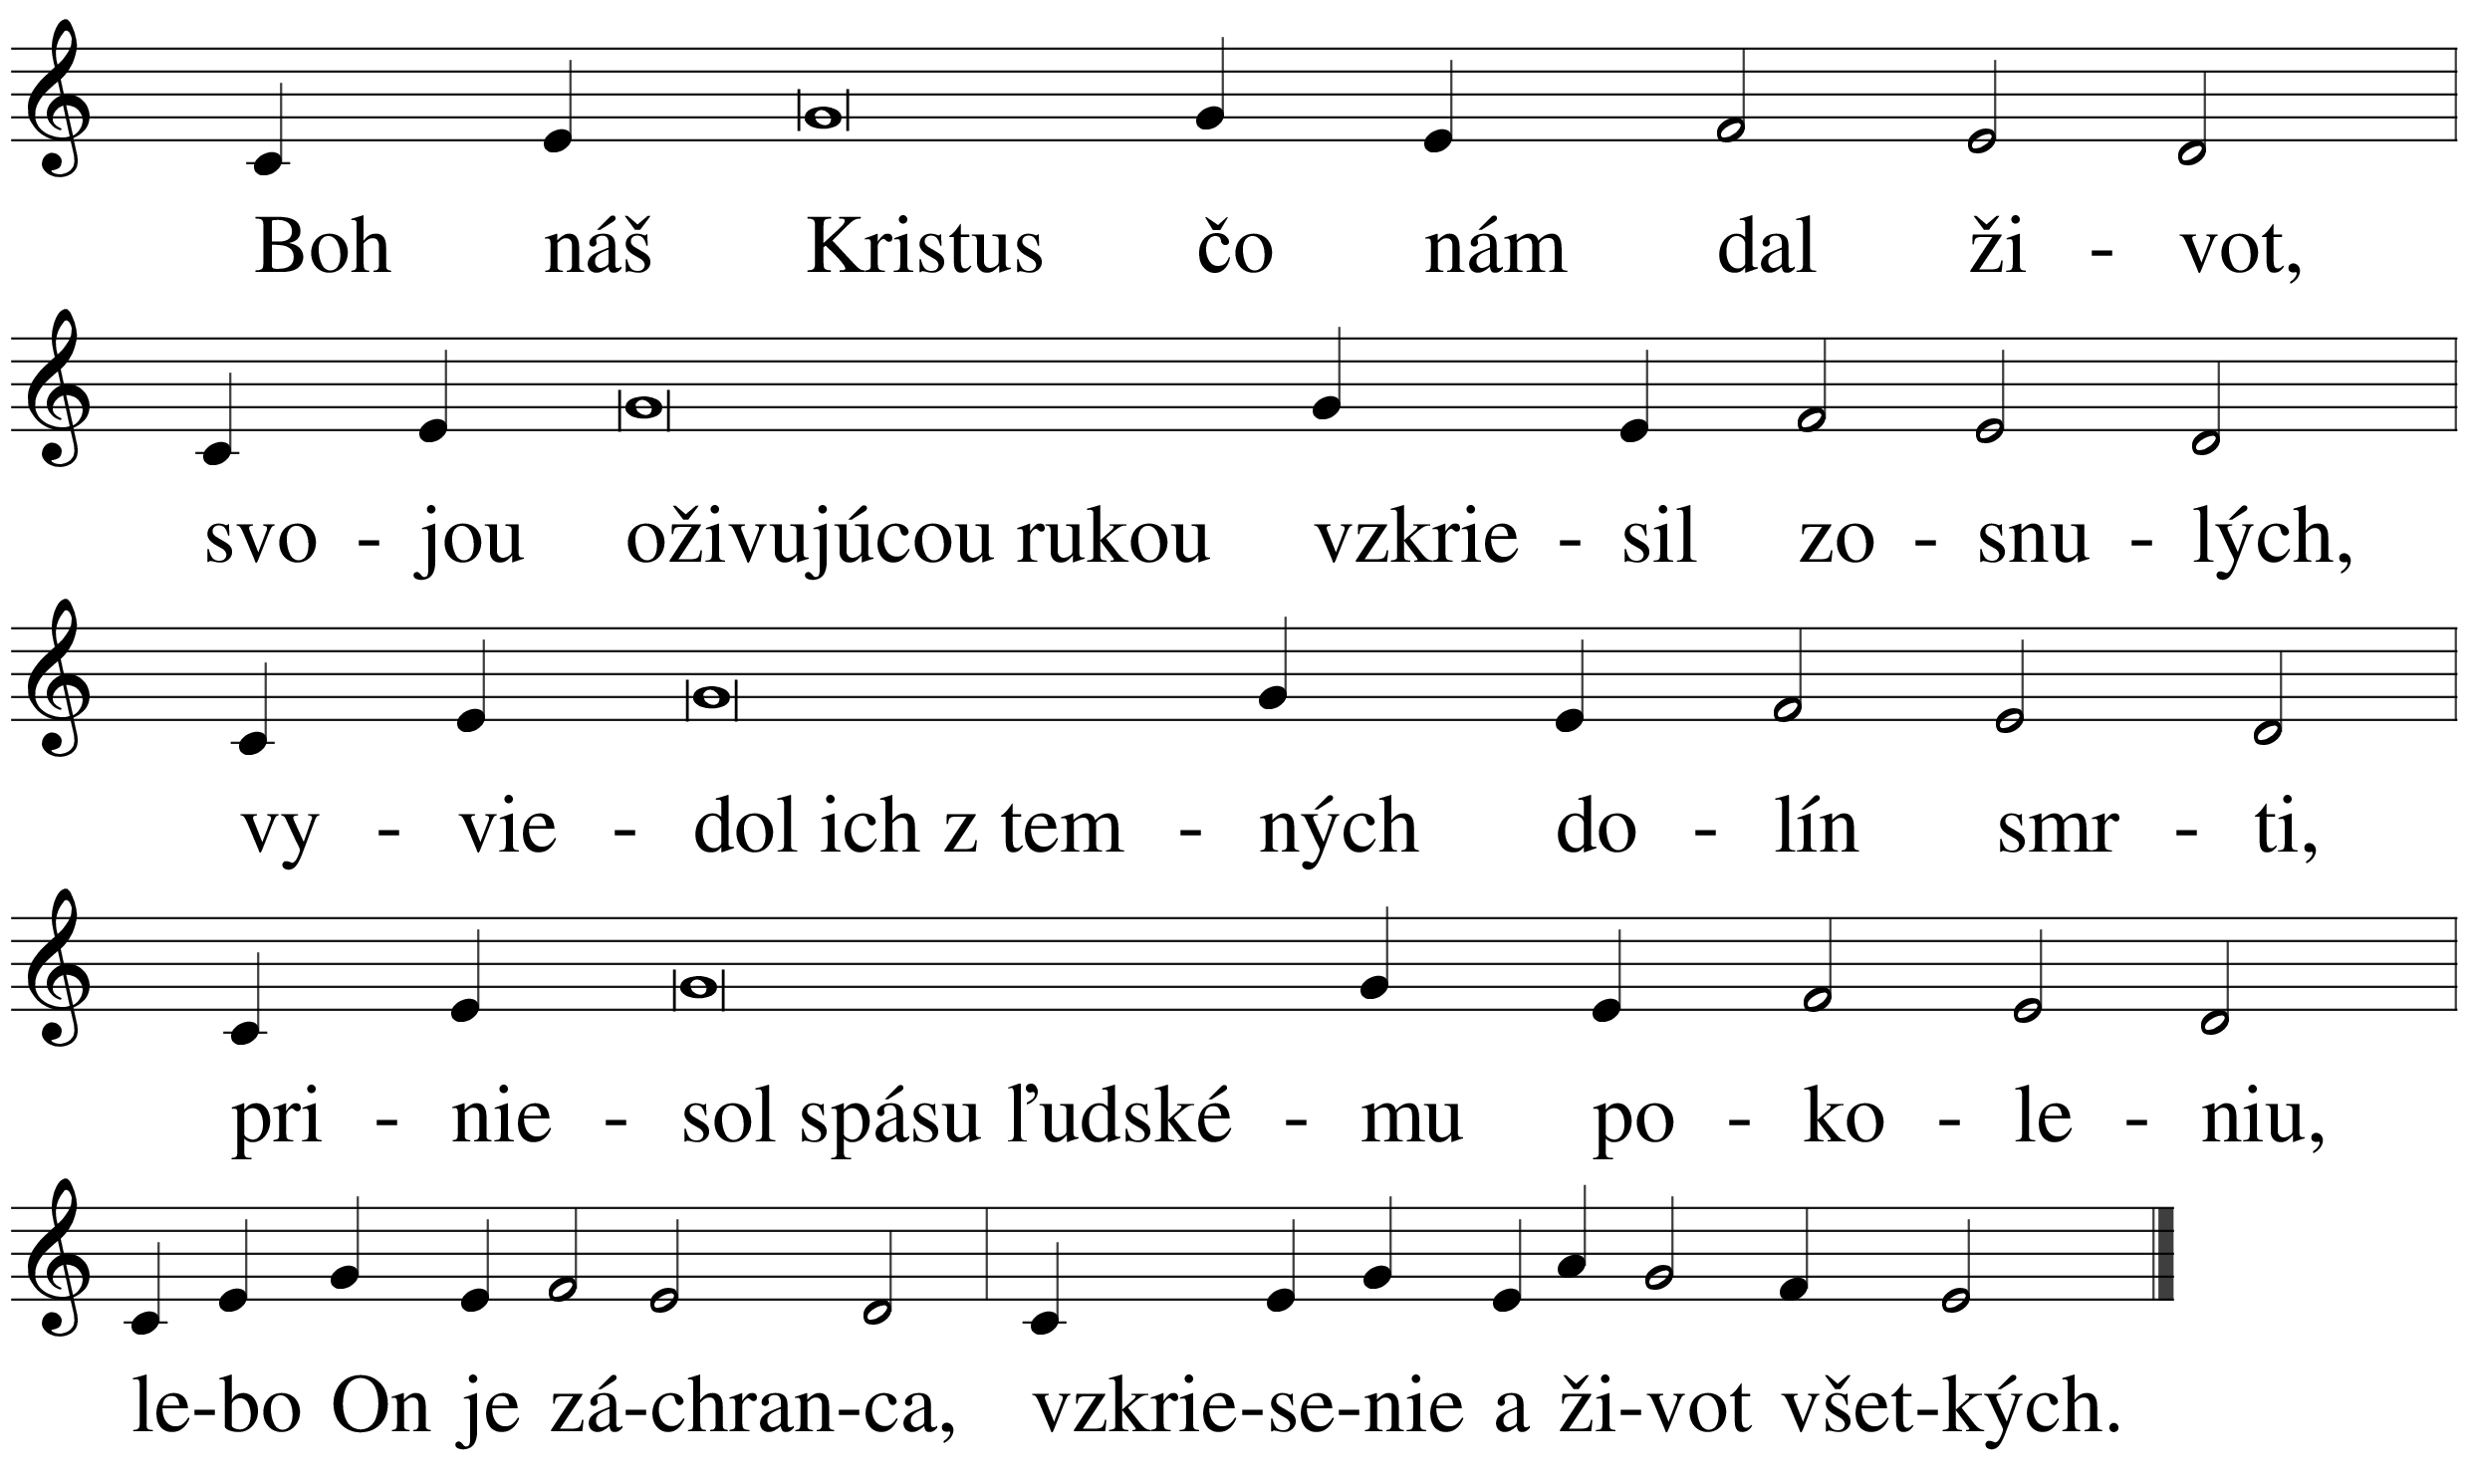 Boh náš Kristus čo nám dal ži - vot,
svo - jou oživujúcou rukou vzkrie - sil zo - snu - lých,
vy - vie - dol ich z tem - ných do - lín smr - ti,
pri - nie - sol spásu ľudské - mu po - ko - le - niu,
le-bo On je zá-chran-ca, vzkrie-se-nie a ži-vot všet-kých.